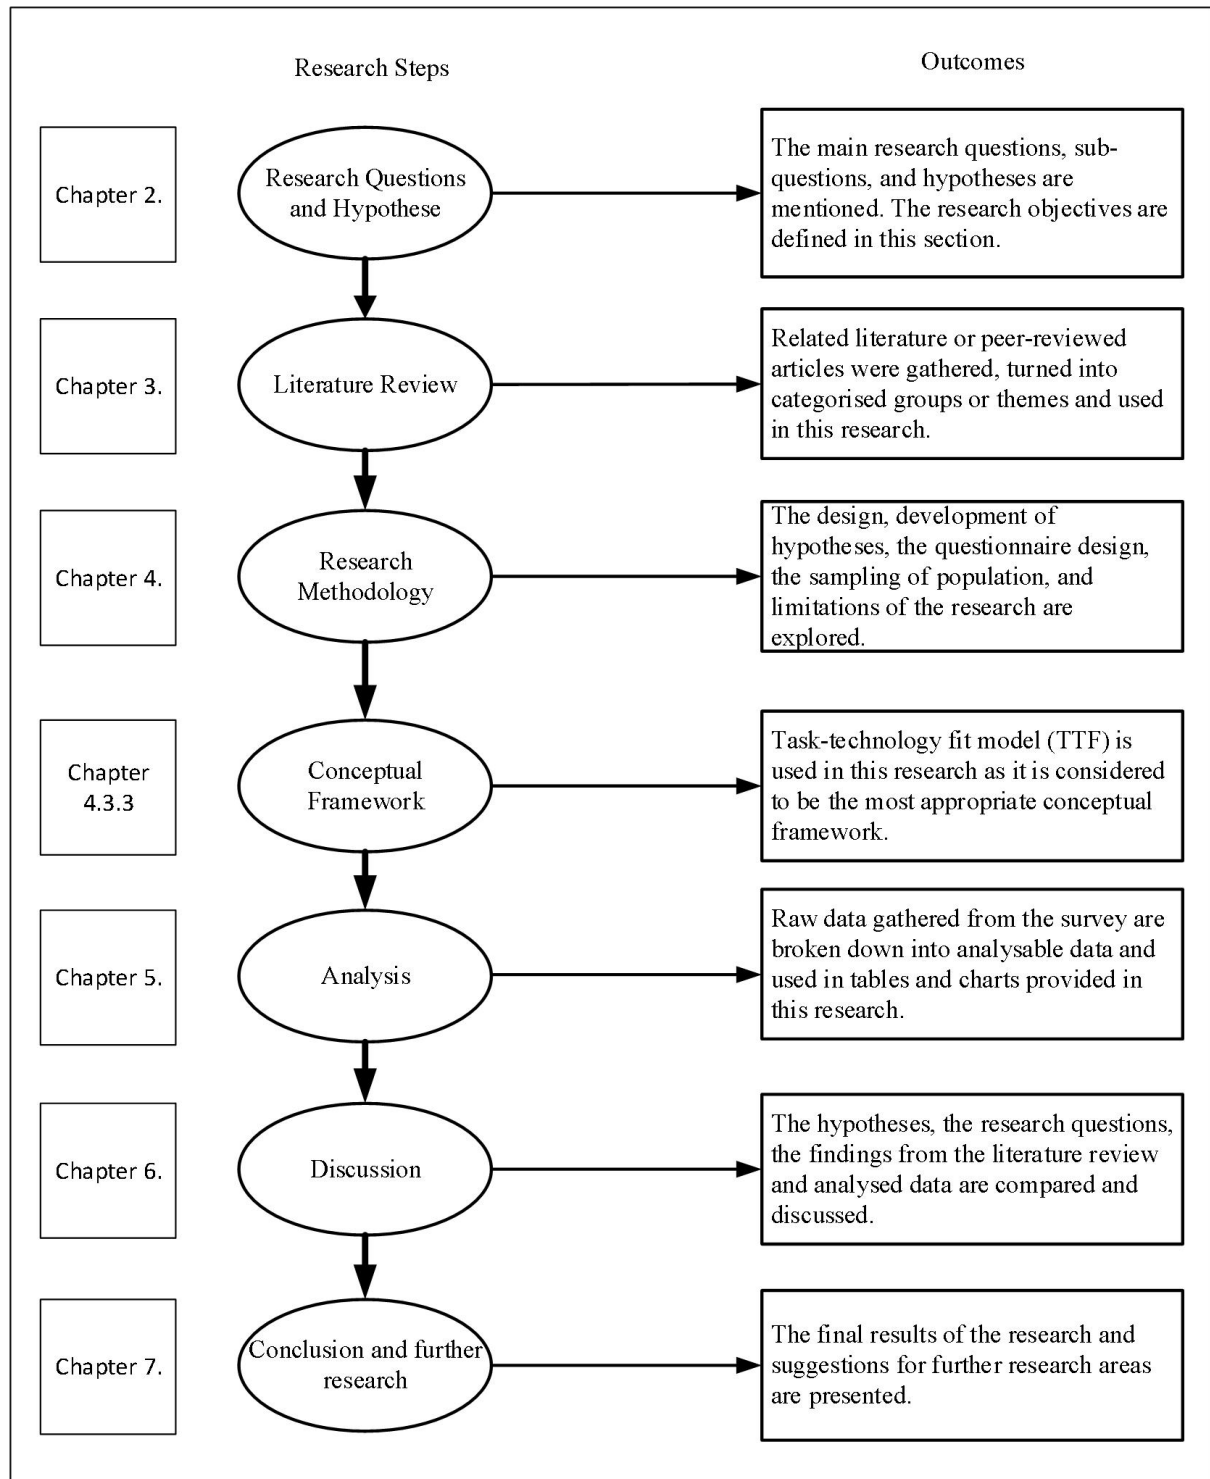 Research Steps
Outcomes
Chapter 2.
Research Questions
and Hypothese
The main research questions, sub-
questions, and hypotheses are
mentioned. The research objectives are
defined in this section.
Chapter 3.
Literature Review
Related literature or peer-reviewed
articles were gathered, turned into
categorised groups or themes and used
in this research.
Chapter 4.
Research
Methodology
The design, development of
hypotheses, the questionnaire design,
the sampling of population, and
limitations of the research are
explored.
Chapter
4.3.3
Conceptual
Framework
Task-technology fit model (TTF) is
used in this research as it is considered
to be the most appropriate conceptual
framework.
Chapter 5.
Analysis
Raw data gathered from the survey are
broken down into analysable data and
used in tables and charts provided in
this research.
Chapter 6.
Discussion
The hypotheses, the research questions,
the findings from the literature review
and analysed data are compared and
discussed.
Chapter 7.
Conclusion and further
research
The final results of the research and
suggestions for further research areas
are presented.